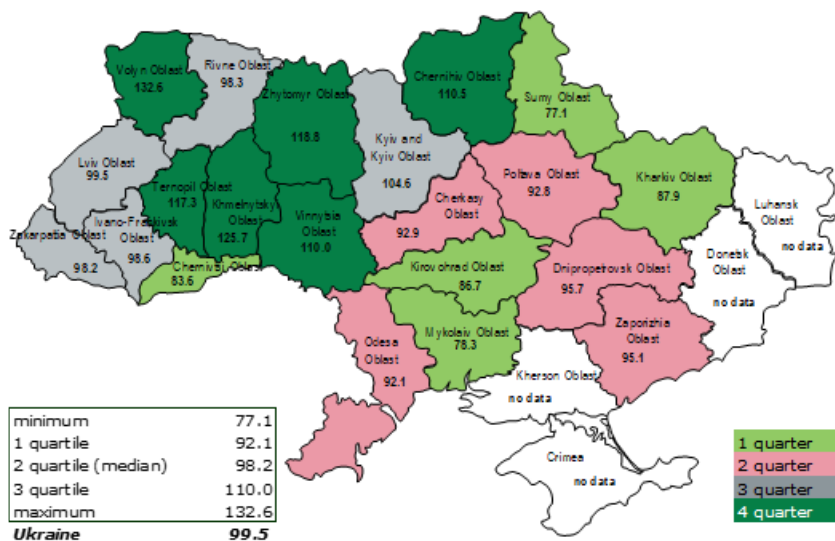 Volyn Oblast
132.6
Rivne Oblast
98.3
Zhytomyr Oblast
118.8
Chernihiv Oblast
110.5
Sumy Oblast
77.1
Kyiv and
Kyiv Oblast
104.6
Lviv Oblast
99.5
Ternopil Oblast
117.3
Khmelnytskyi
Oblast
125.7
Vinnytsia
Oblast
110.0
Cherkasy
Oblast
92.9
Poltava Oblast
92.8
Kharkiv Oblast
87.9
Luhansk
Oblast
no data
Zakarpattia Oblast
98.2
Ivano-Frankivsk
Oblast
98.6
Chernivtsi Oblast
83.6
Kirovohrad Oblast
86.7
Dnipropetrovsk Oblast
95.7
Donetsk
Oblast
no data
Odesa
Oblast
92.1
Mykolaiv Oblast
78.3
Zaporizhia
Oblast
95.1
Kherson Oblast
no data
Crimea
no data
minimum 77.1
1 quartile 92.1
2 quartile (median) 98.2
3 quartile 110.0
maximum 132.6
Ukraine 99.5
1 quarter
2 quarter
3 quarter
4 quarter